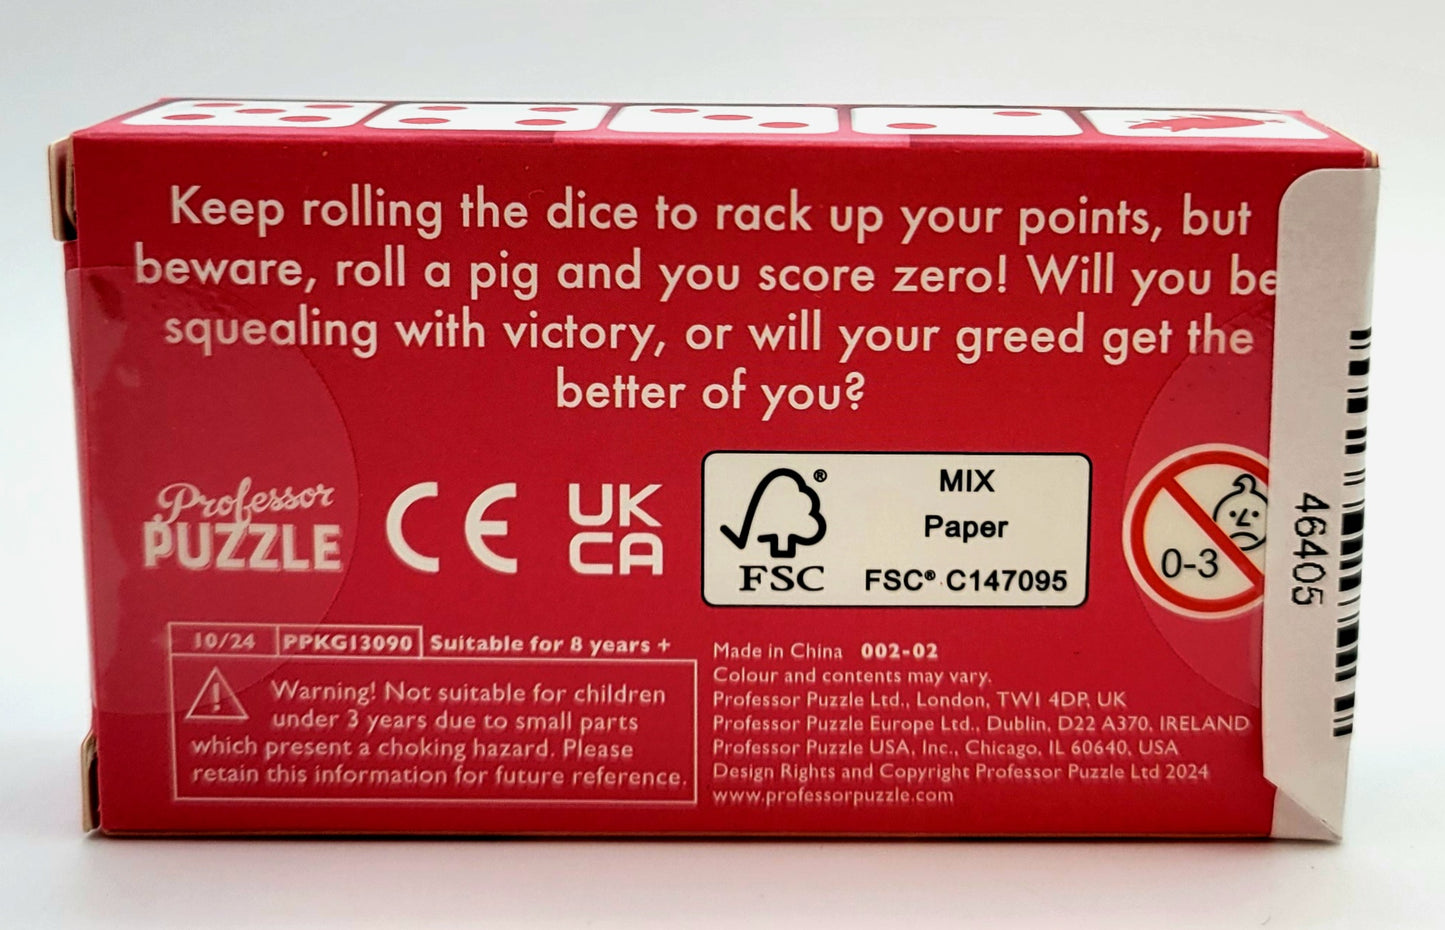 Keep rolling the dice to rack up your points, but
beware, roll a pig and you score zero! Will you be
squealing with victory, or will your greed get the
better of you?
Professor
PUZZLE
CE
UK
CA
FSC®
MIX
Paper
FSC® C147095
0-3
46405
10/24 PPKG13090 Suitable for 8 years +
Warning! Not suitable for children
under 3 years due to small parts
which present a choking hazard. Please
retain this information for future reference.
Made in China 002-02
Colour and contents may vary.
Professor Puzzle Ltd., London, TW1 4DP, UK
Professor Puzzle Europe Ltd., Dublin, D22 A370, IRELAND
Professor Puzzle USA, Inc., Chicago, IL 60640, USA
Design Rights and Copyright Professor Puzzle Ltd 2024
www.professorpuzzle.com